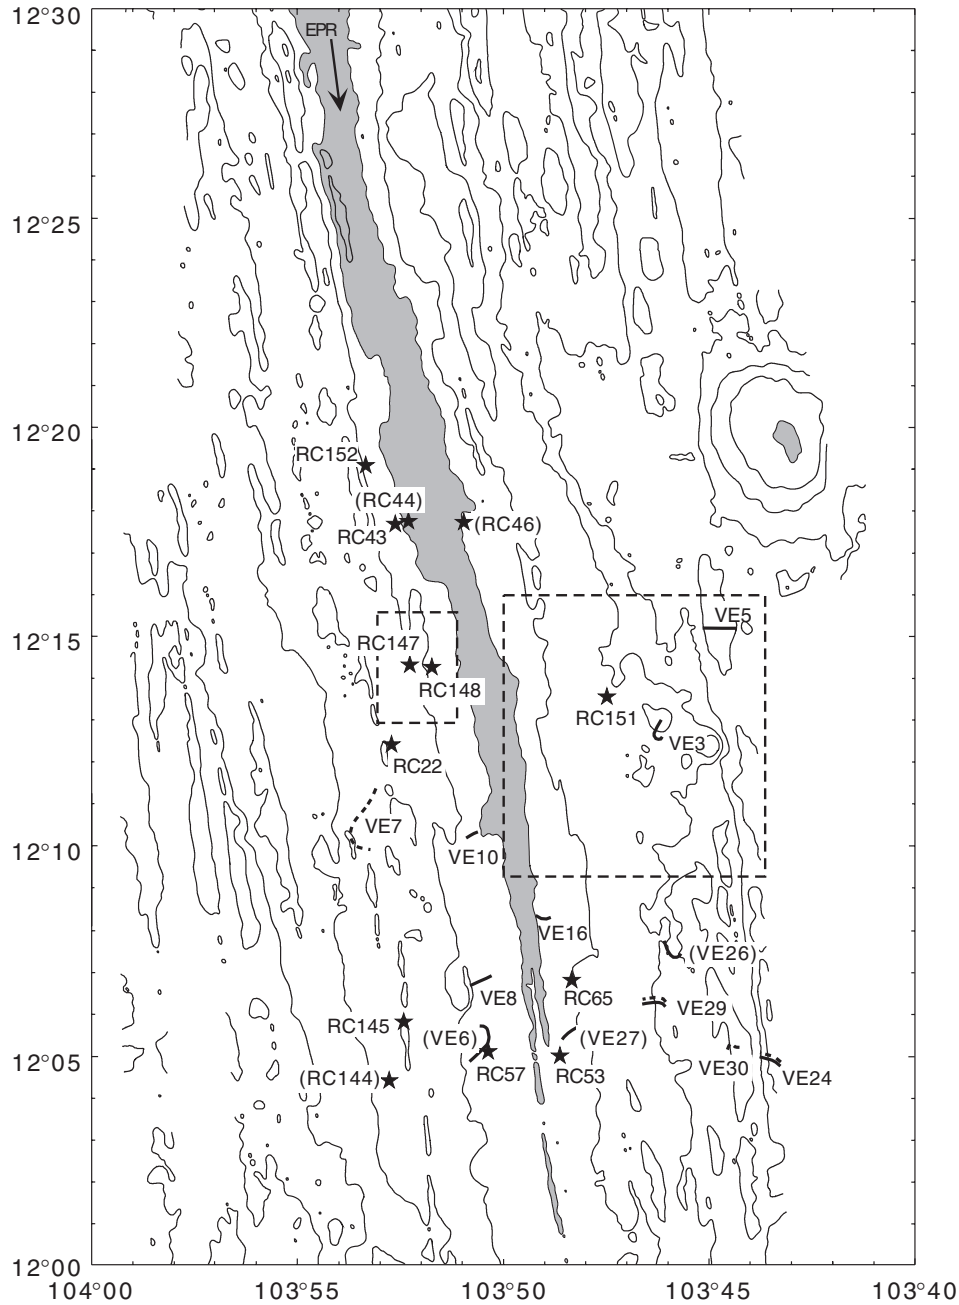 12°30
EPR
12°25
12°20
RC152
(RC44)
RC43
(RC46)
12°15
VE5
RC147
RC148
RC151
VE3
RC22
VE7
12°10
VE10
VE16
(VE26)
VE8
RC65
VE29
RC145
(VE6)
(VE27)
12°05
RC57
RC53
VE30
VE24
(RC144)
12°00
104°00
103°55
103°50
103°45
103°40